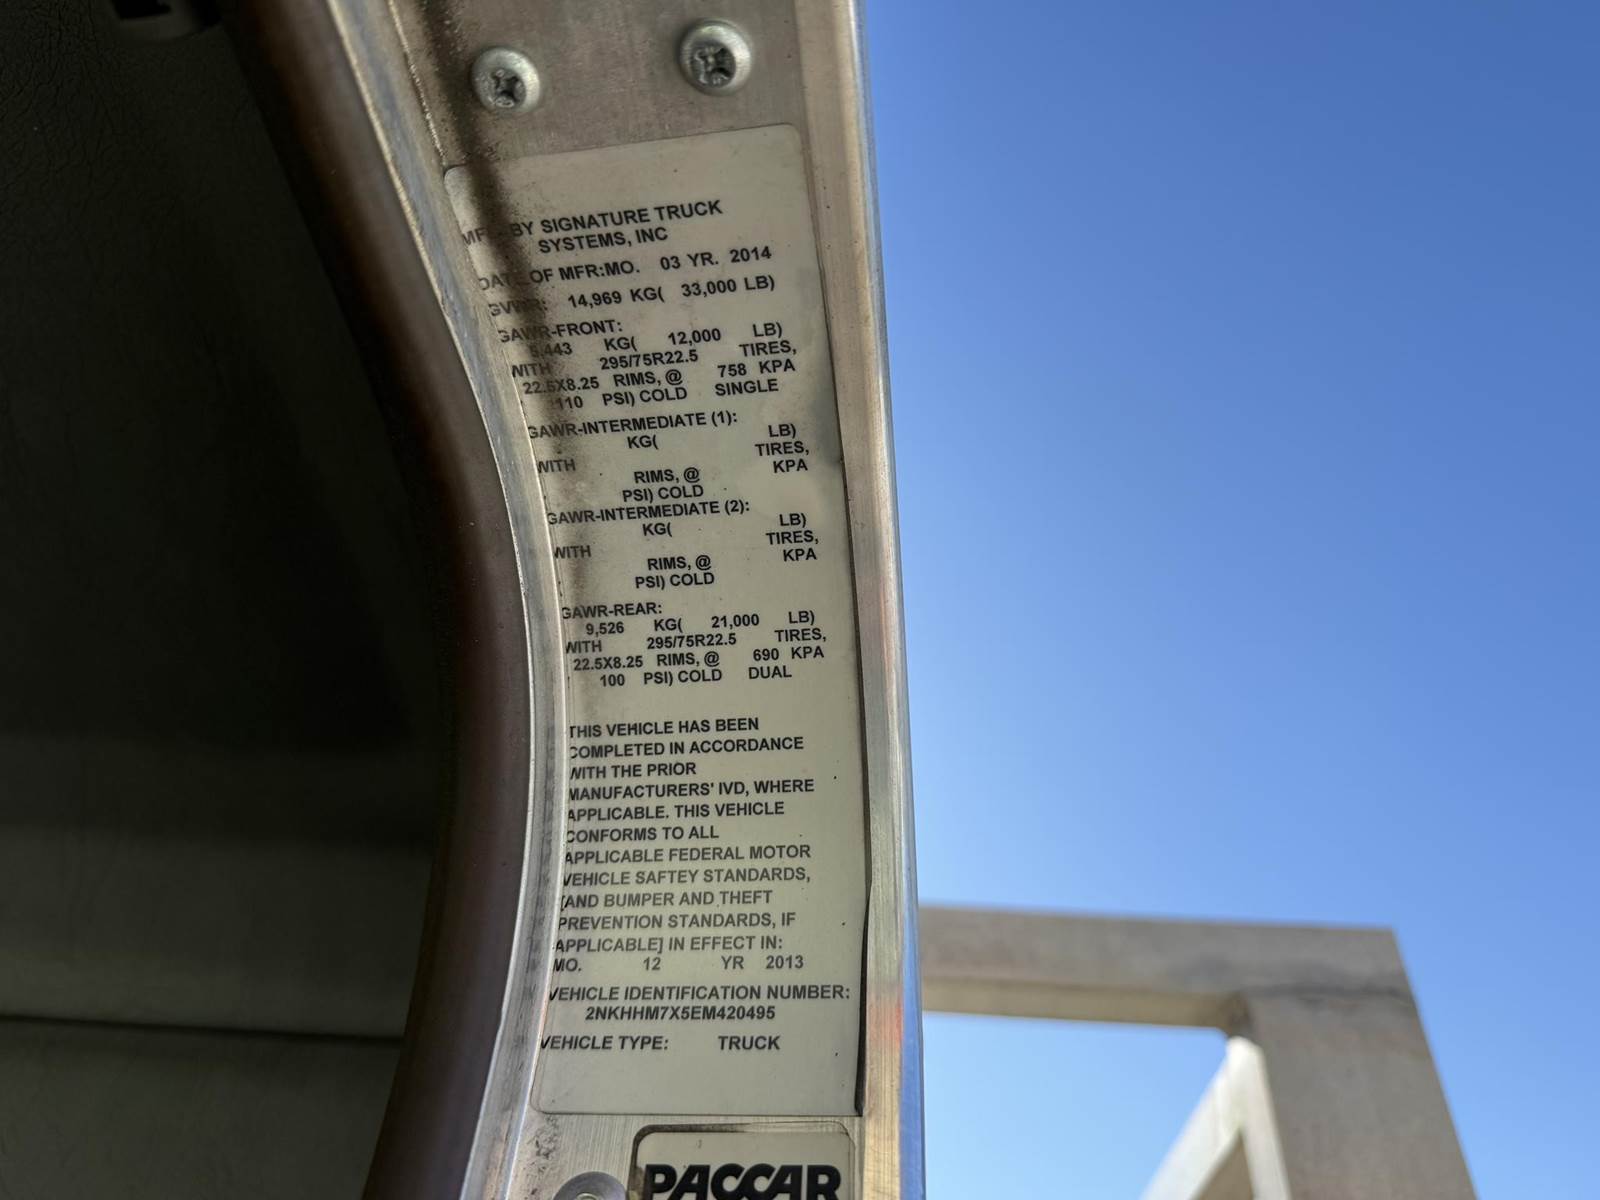 MFD BY SIGNATURE TRUCK
SYSTEMS, INC
DATE OF MFR:MO. 03 YR. 2014
GVWR: 14,969 KG( 33,000 LB)
GAWR-FRONT:
5,443 KG( 12,000 LB)
WITH 295/75R22.5 TIRES,
22.5X8.25 RIMS, @ 758 KPA
110 PSI) COLD SINGLE
GAWR-INTERMEDIATE (1):
KG( LB)
WITH TIRES,
RIMS, @ KPA
PSI) COLD
GAWR-INTERMEDIATE (2):
KG( LB)
WITH TIRES,
RIMS, @ KPA
PSI) COLD
GAWR-REAR:
9,526 KG( 21,000 LB)
WITH 295/75R22.5 TIRES,
22.5X8.25 RIMS, @ 690 KPA
100 PSI) COLD DUAL
THIS VEHICLE HAS BEEN
COMPLETED IN ACCORDANCE
WITH THE PRIOR
MANUFACTURERS' IVD, WHERE
APPLICABLE. THIS VEHICLE
CONFORMS TO ALL
APPLICABLE FEDERAL MOTOR
VEHICLE SAFTEY STANDARDS,
[AND BUMPER AND THEFT
PREVENTION STANDARDS, IF
APPLICABLE] IN EFFECT IN:
MO. 12 YR 2013
VEHICLE IDENTIFICATION NUMBER:
2NKHHM7X5EM420495
VEHICLE TYPE: TRUCK
PACCAR